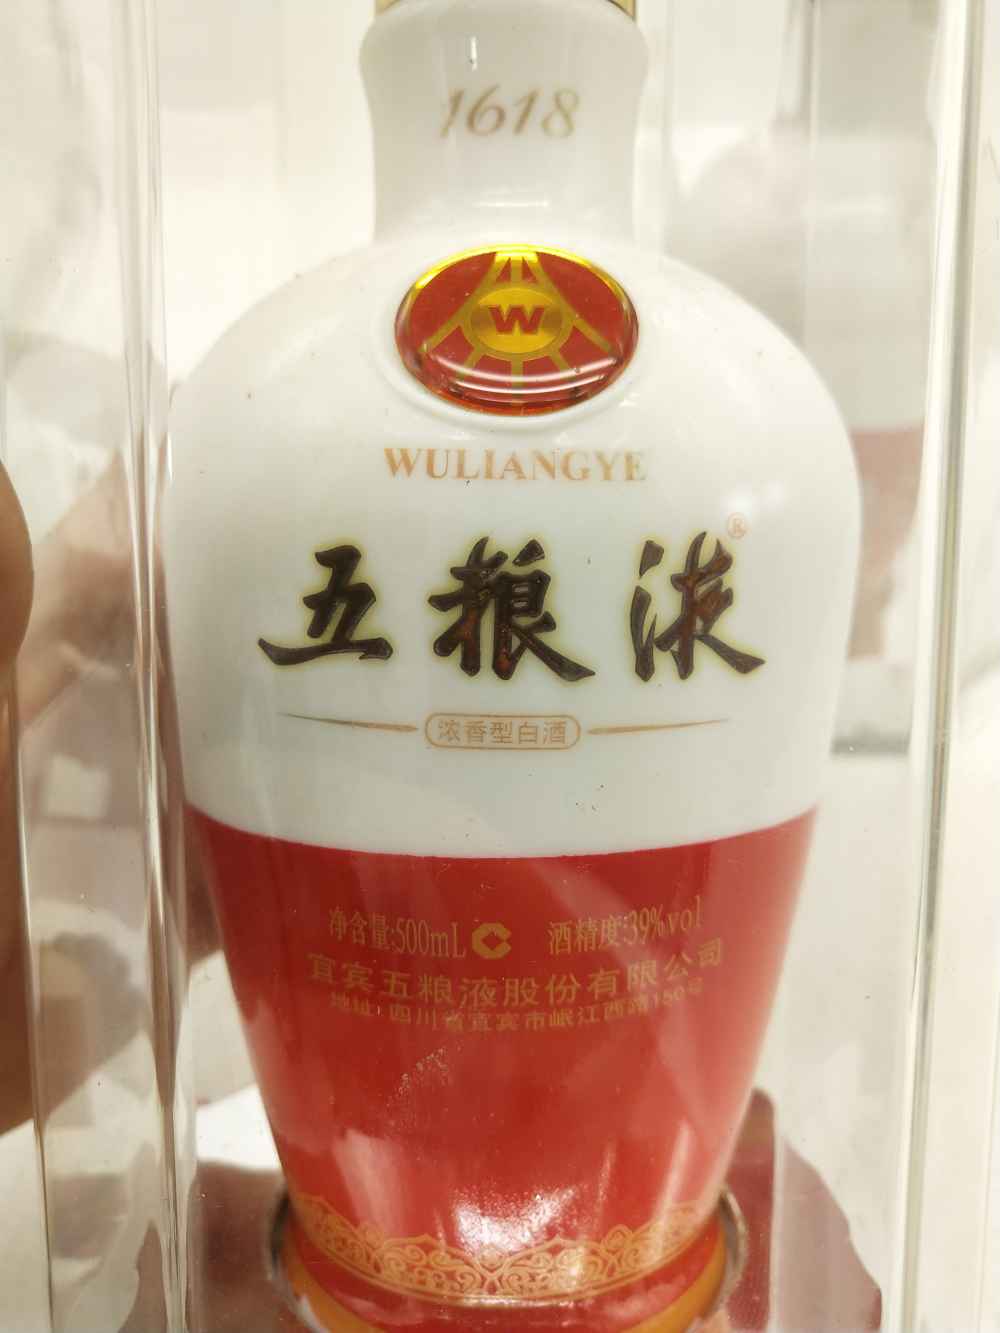 1618
W
WULIANGYE
五粮液®
浓香型白酒
净含量:500mL 酒精度:39%vol
宜宾五粮液股份有限公司
地址:四川省宜宾市岷江西路150号